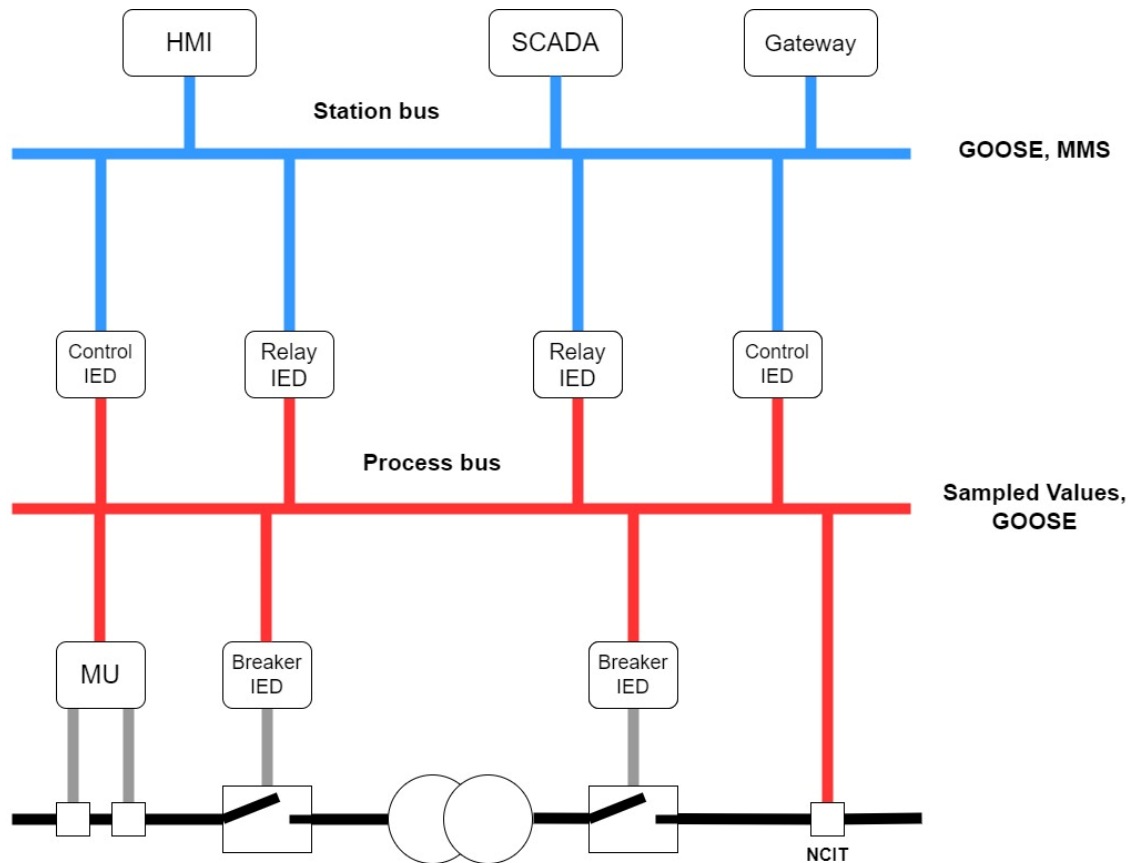 HMI
SCADA
Gateway
Station bus
GOOSE, MMS
Control
IED
Relay
IED
Relay
IED
Control
IED
Process bus
Sampled Values,
GOOSE
MU
Breaker
IED
Breaker
IED
NCIT